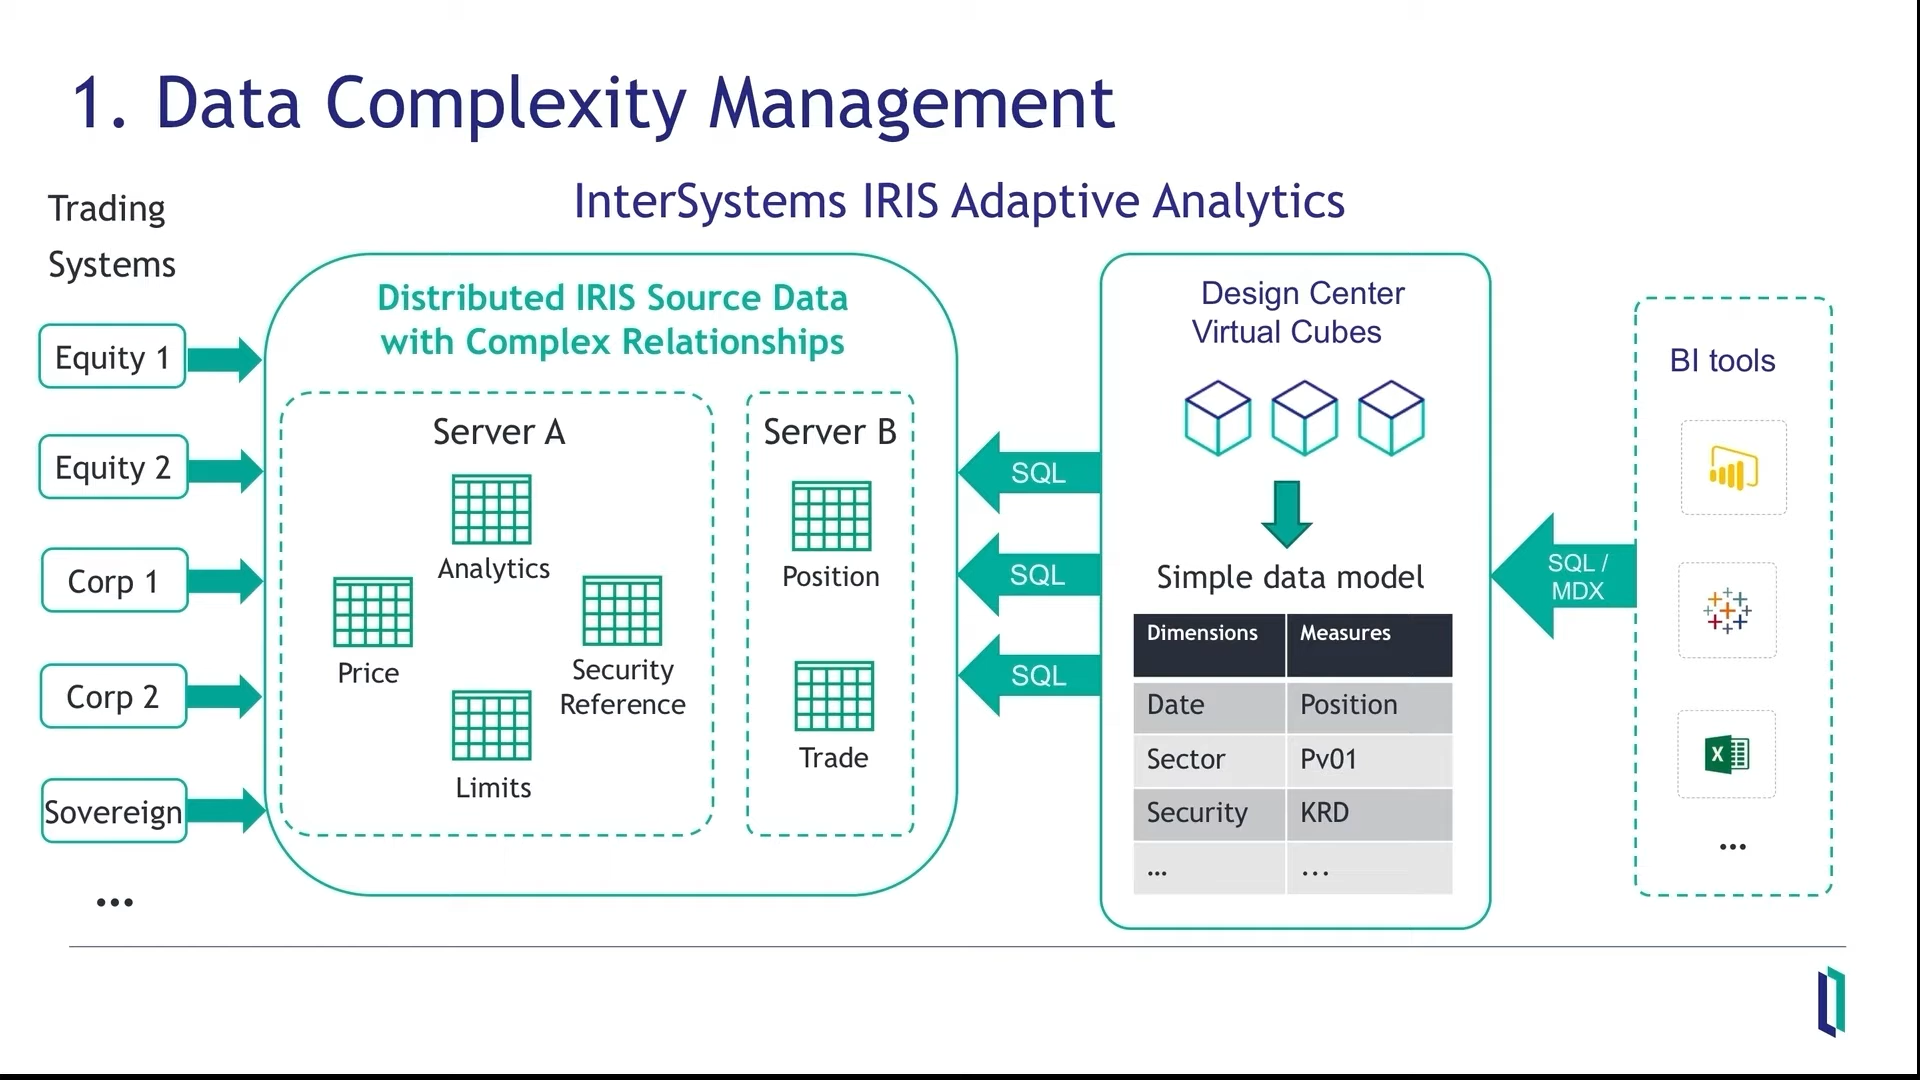 1. Data Complexity Management
InterSystems IRIS Adaptive Analytics
Trading
Systems
Equity 1
Equity 2
Corp 1
Corp 2
Sovereign
...
Distributed IRIS Source Data
with Complex Relationships
Server A
Analytics
Price
Security
Reference
Limits
Server B
Position
Trade
SQL
SQL
SQL
Design Center
Virtual Cubes
Simple data model
Dimensions Measures
Date Position
Sector Pv01
Security KRD
... ...
SQL /
MDX
BI tools
X
...